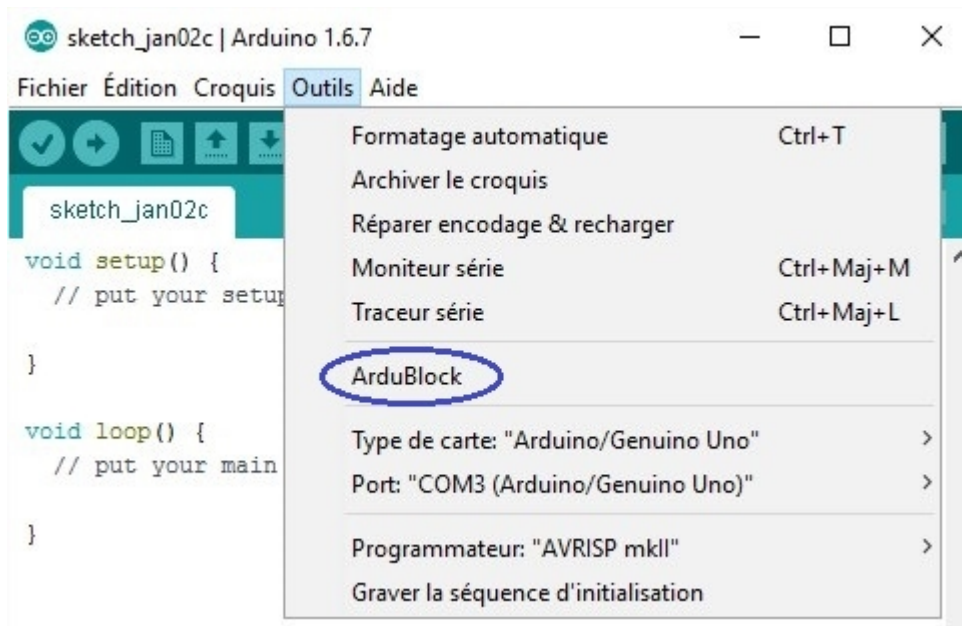 sketch_jan02c | Arduino 1.6.7
Fichier Édition Croquis Outils Aide
sketch_jan02c
Formatage automatique Ctrl+T
Archiver le croquis
Réparer encodage & recharger
Moniteur série Ctrl+Maj+M
Traceur série Ctrl+Maj+L
ArduBlock
Type de carte: "Arduino/Genuino Uno"
Port: "COM3 (Arduino/Genuino Uno)"
Programmateur: "AVRISP mkII"
Graver la séquence d'initialisation
void setup() {
// put your setup
}
void loop() {
// put your main
}